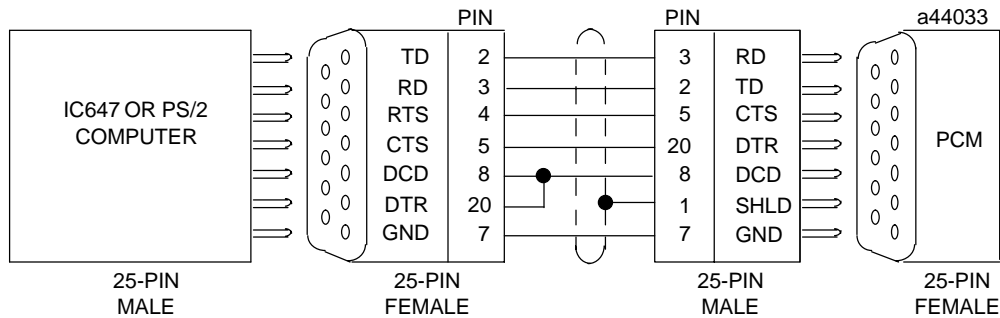 PIN PIN a44033
IC647 OR PS/2
COMPUTER
TD 2 3 RD
RD 3 2 TD
RTS 4 5 CTS
CTS 5 20 DTR
DCD 8 8 DCD
DTR 20 1 SHLD
GND 7 7 GND
PCM
25-PIN 25-PIN 25-PIN 25-PIN
MALE FEMALE MALE FEMALE